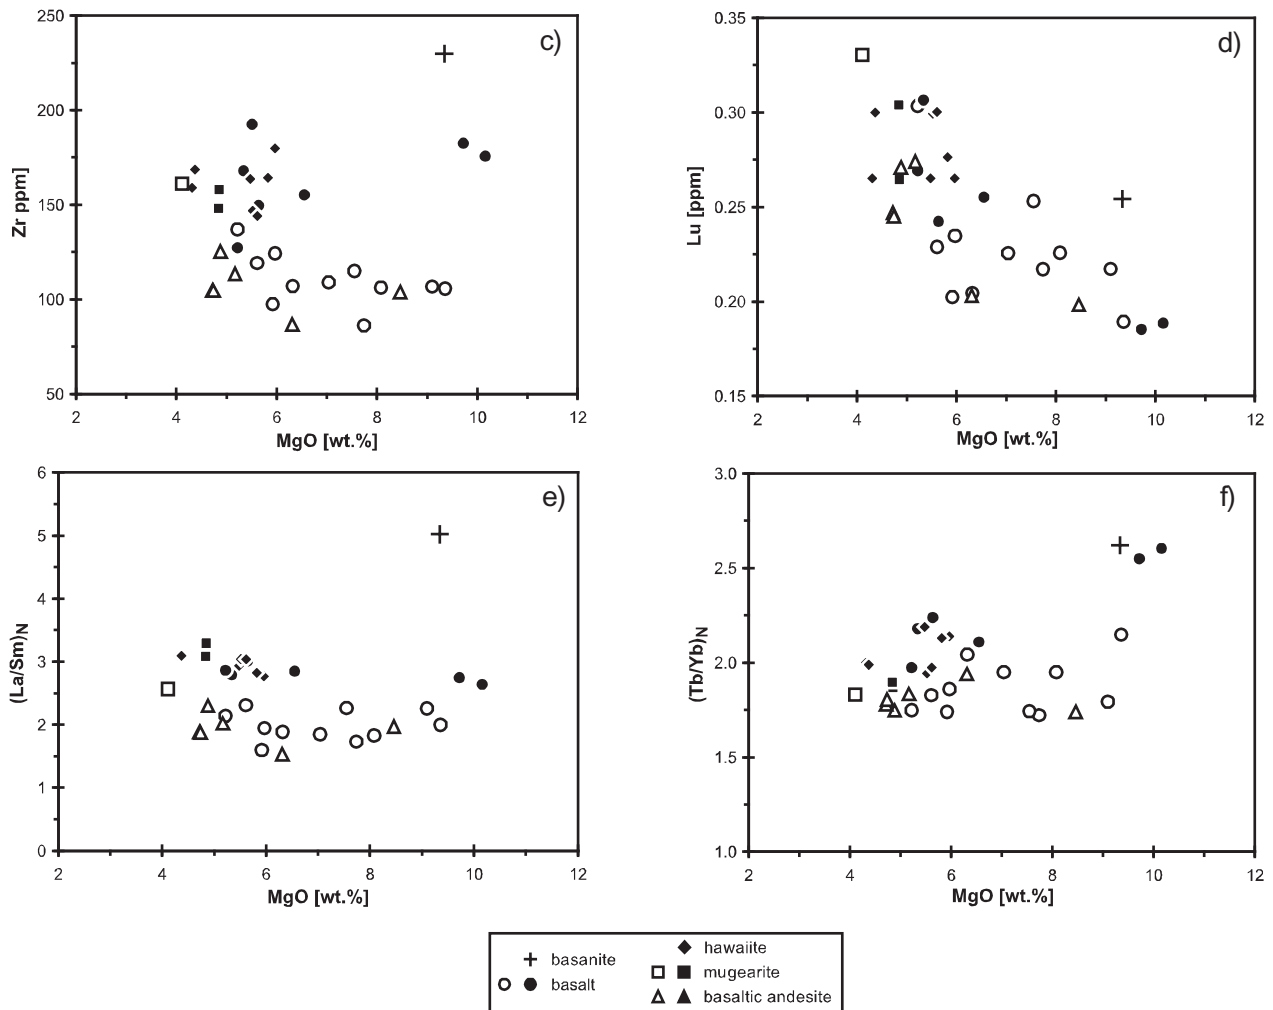 c)
250
200
150
100
50
Zr ppm]
2 4 6 8 10 12
MgO [wt.%]
d)
0.35
0.30
0.25
0.20
0.15
Lu [ppm]
2 4 6 8 10 12
MgO [wt.%]
e)
6
5
4
3
2
1
0
(La/Sm)N
2 4 6 8 10 12
MgO [wt.%]
f)
3.0
2.5
2.0
1.5
1.0
(Tb/Yb)N
2 4 6 8 10 12
MgO [wt.%]
basanite
basalt
hawaiite
mugearite
basaltic andesite